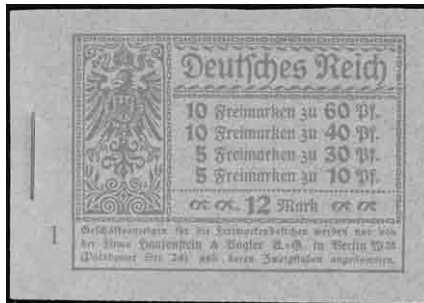 Deutsches Reich
10 Freimarken zu 60 Pf.
10 Freimarken zu 40 Pf.
5 Freimarken zu 30 Pf.
5 Freimarken zu 10 Pf.
12 Mark
1
Geschäftsanzeigen für die Freimarkenheftchen werden nur von
der Firma Haasenstein & Vogler A.-G. in Berlin W 35
(Potsdamer Str. 24) und deren Zweigstellen angenommen.